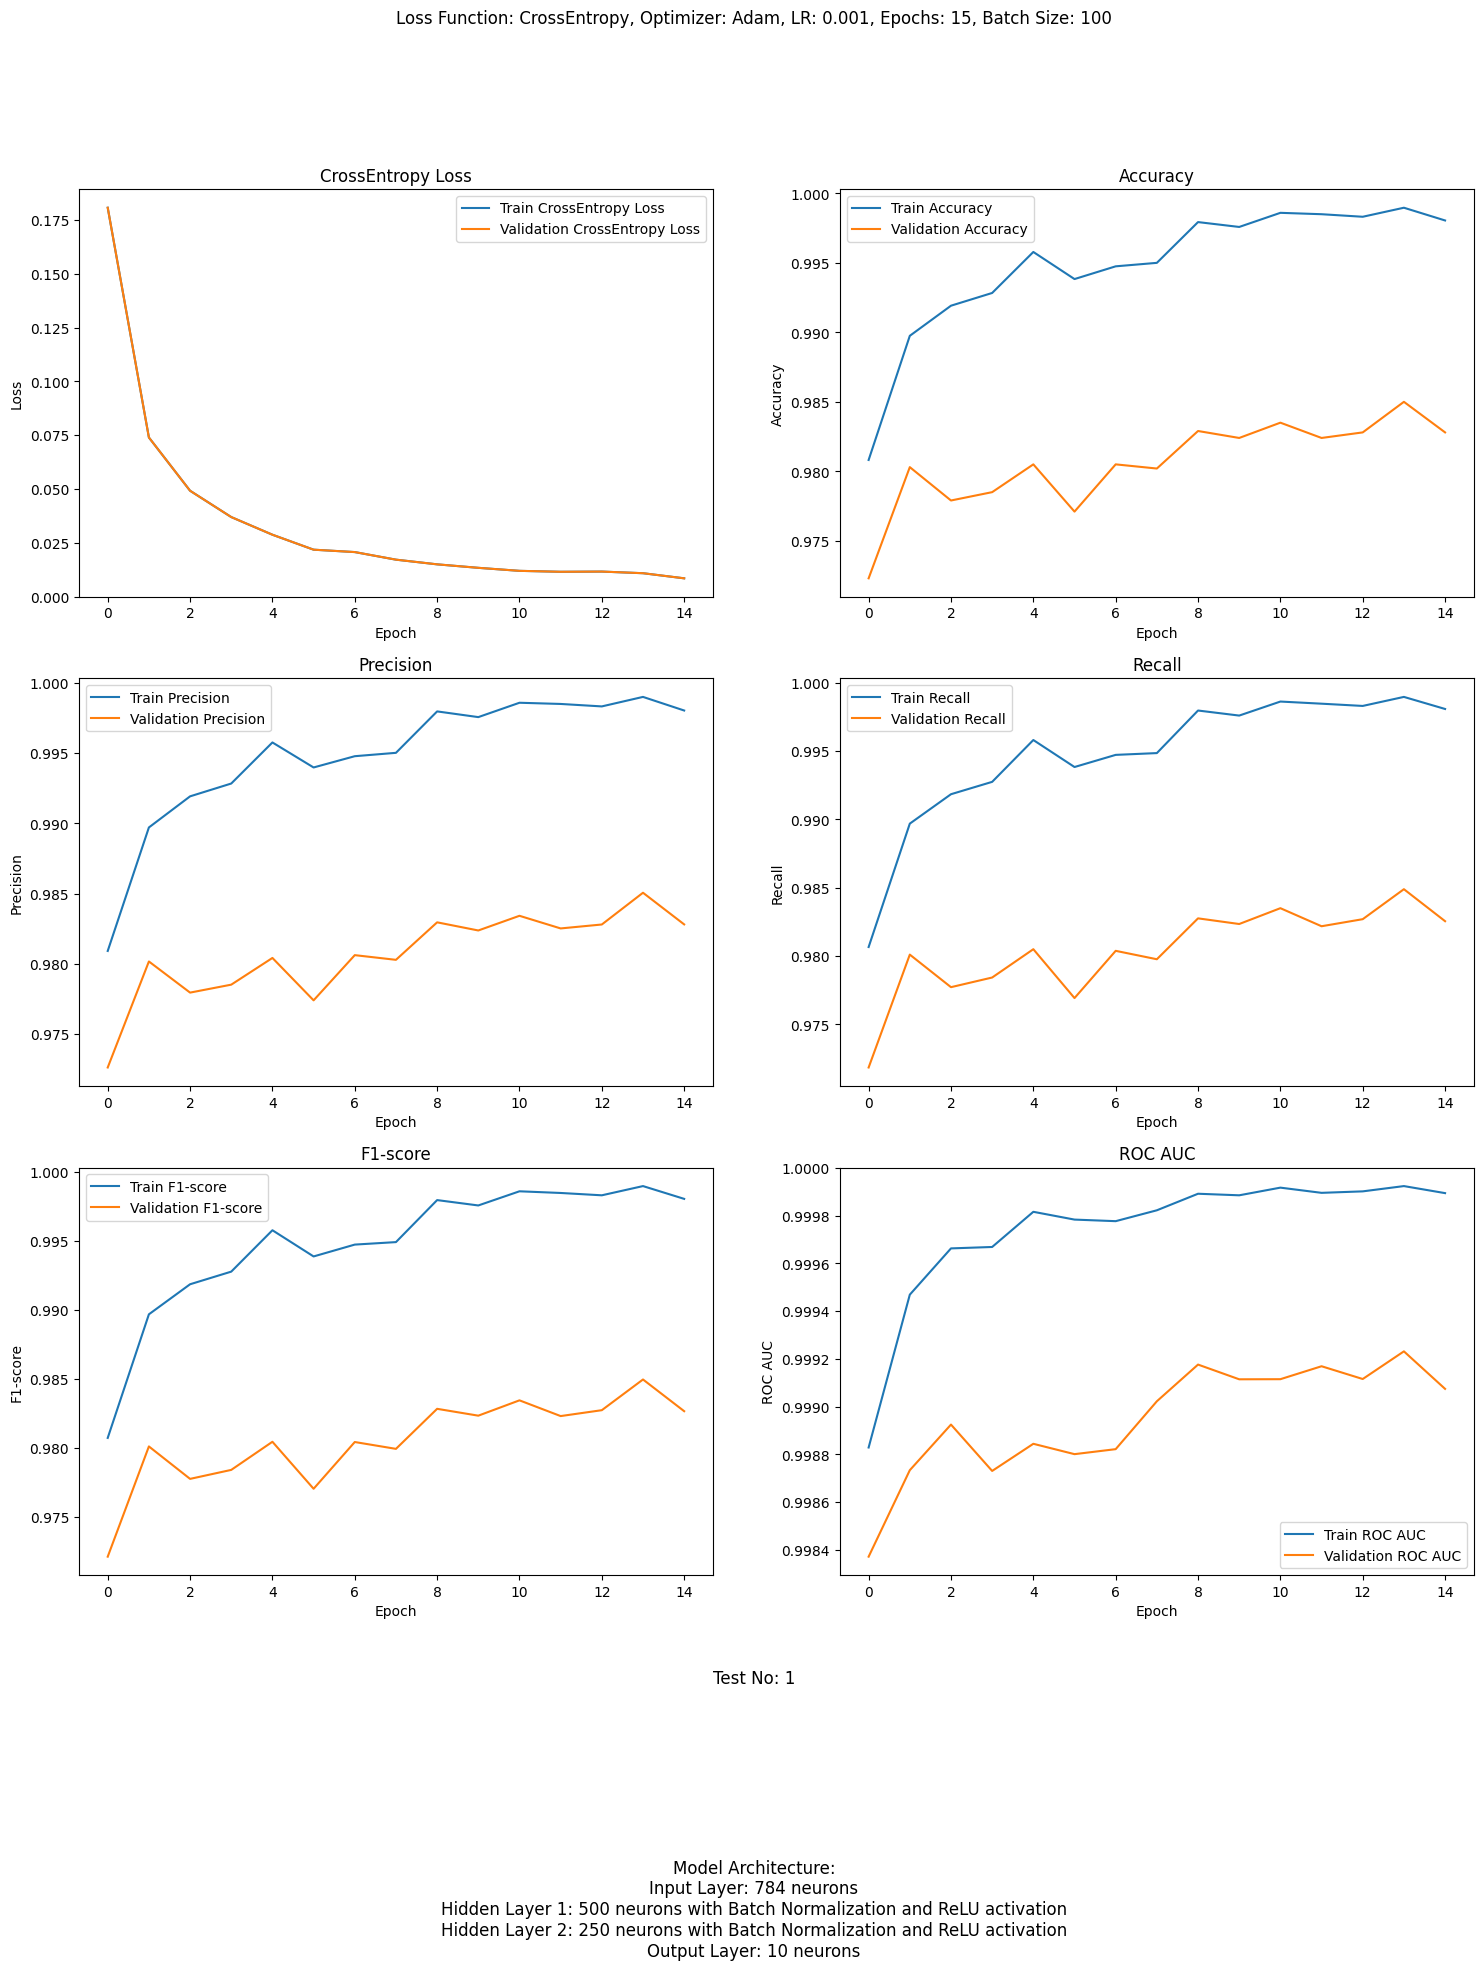 Loss Function: CrossEntropy, Optimizer: Adam, LR: 0.001, Epochs: 15, Batch Size: 100
CrossEntropy Loss
Train CrossEntropy Loss
Validation CrossEntropy Loss
Loss
0.175
0.150
0.125
0.100
0.075
0.050
0.025
0.000
0 2 4 6 8 10 12 14
Epoch
Accuracy
Train Accuracy
Validation Accuracy
Accuracy
1.000
0.995
0.990
0.985
0.980
0.975
0 2 4 6 8 10 12 14
Epoch
Precision
Train Precision
Validation Precision
Precision
1.000
0.995
0.990
0.985
0.980
0.975
0 2 4 6 8 10 12 14
Epoch
Recall
Train Recall
Validation Recall
Recall
1.000
0.995
0.990
0.985
0.980
0.975
0 2 4 6 8 10 12 14
Epoch
F1-score
Train F1-score
Validation F1-score
F1-score
1.000
0.995
0.990
0.985
0.980
0.975
0 2 4 6 8 10 12 14
Epoch
ROC AUC
Train ROC AUC
Validation ROC AUC
ROC AUC
1.0000
0.9998
0.9996
0.9994
0.9992
0.9990
0.9988
0.9986
0.9984
0 2 4 6 8 10 12 14
Epoch
Test No: 1
Model Architecture:
Input Layer: 784 neurons
Hidden Layer 1: 500 neurons with Batch Normalization and ReLU activation
Hidden Layer 2: 250 neurons with Batch Normalization and ReLU activation
Output Layer: 10 neurons